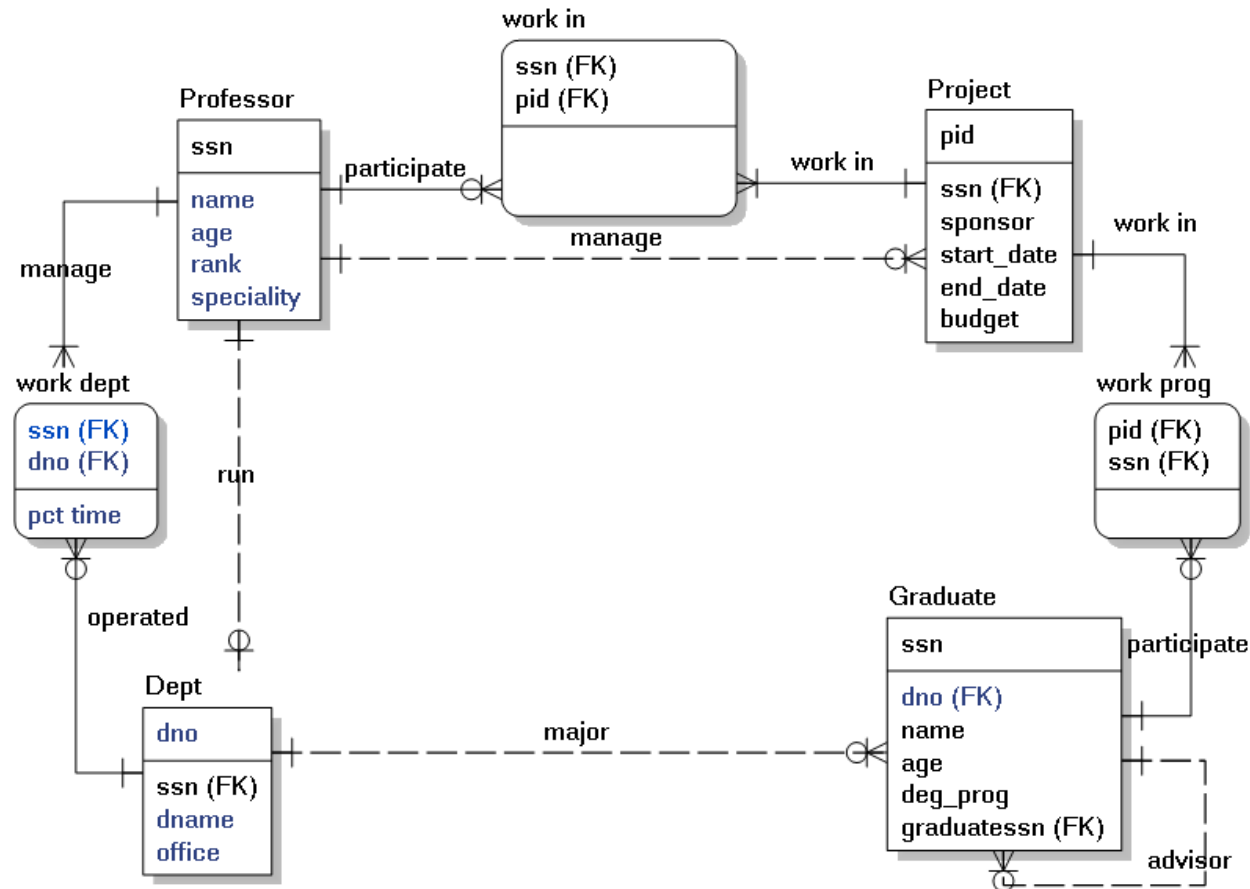 work in
ssn (FK)
pid (FK)
Professor
ssn
name
age
rank
speciality
participate
work in
Project
pid
ssn (FK)
sponsor
start_date
end_date
budget
manage
manage
work in
work dept
ssn (FK)
dno (FK)
pct time
run
work prog
pid (FK)
ssn (FK)
operated
participate
Dept
dno
ssn (FK)
dname
office
major
Graduate
ssn
dno (FK)
name
age
deg_prog
graduatessn (FK)
advisor